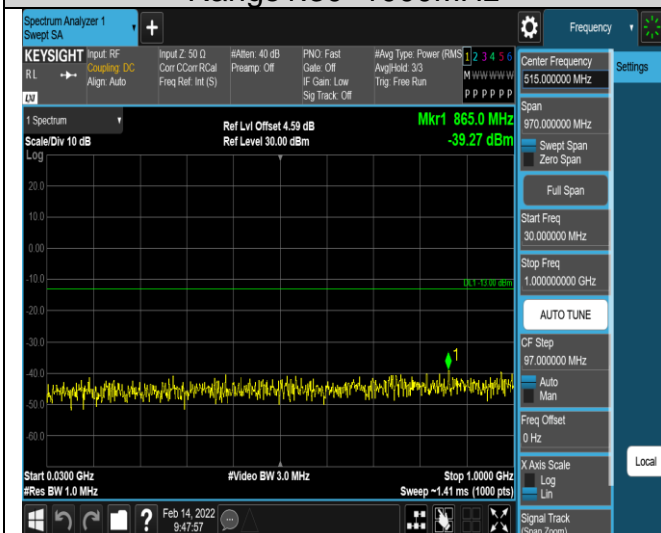 Spectrum Analyzer 1
Swept SA
+
Frequency
KEYSIGHT
RL
LXI
Input: RF
Coupling: DC
Align: Auto
Input Z: 50 Ω
Corr CCorr RCal
Freq Ref: Int (S)
#Atten: 40 dB
Preamp: Off
PNO: Fast
Gate: Off
IF Gain: Low
Sig Track: Off
#Avg Type: Power (RMS
Avg|Hold: 3/3
Trig: Free Run
1 2 3 4 5 6
M W W W W W
P P P P P P
1 Spectrum
Scale/Div 10 dB
Log
Ref Lvl Offset 4.59 dB
Ref Level 30.00 dBm
Mkr1 865.0 MHz
-39.27 dBm
20.0
10.0
0.00
-10.0
DL1 -13.00 dBm
-20.0
-30.0
1
-40.0
-50.0
-60.0
Start 0.0300 GHz
#Video BW 3.0 MHz
Stop 1.0000 GHz
#Res BW 1.0 MHz
Sweep ~1.41 ms (1000 pts)
?
Feb 14, 2022
9:47:57
Center Frequency
515.000000 MHz
Span
970.000000 MHz
Swept Span
Zero Span
Full Span
Start Freq
30.000000 MHz
Stop Freq
1.000000000 GHz
AUTO TUNE
CF Step
97.000000 MHz
Auto
Man
Freq Offset
0 Hz
X Axis Scale
Log
Lin
Signal Track
(Span Zoom)
Settings
Local